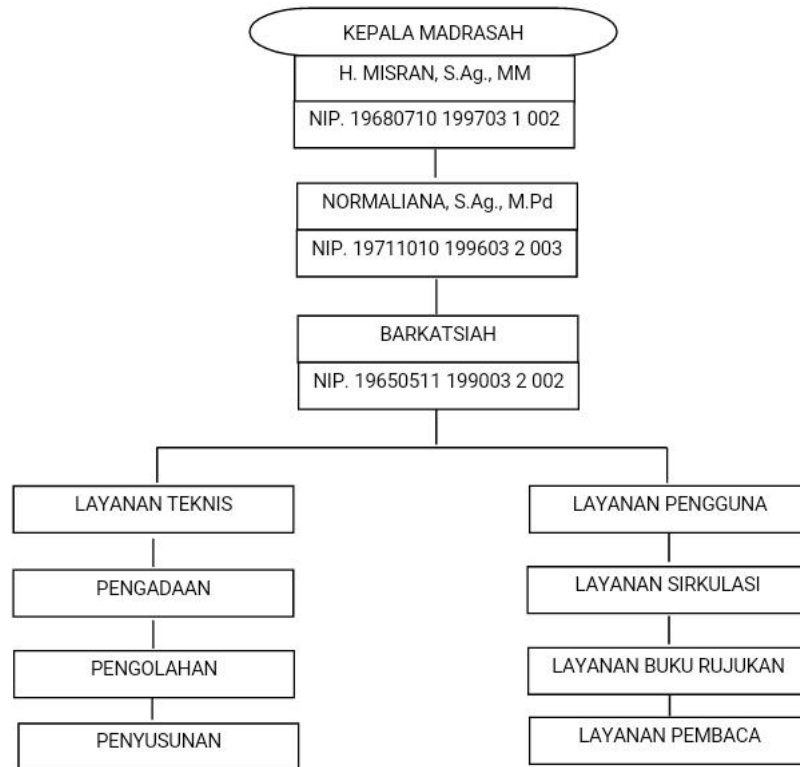 KEPALA MADRASAH
H. MISRAN, S.Ag., MM
NIP. 19680710 199703 1 002
NORMALIANA, S.Ag., M.Pd
NIP. 19711010 199603 2 003
BARKATSIAH
NIP. 19650511 199003 2 002
LAYANAN TEKNIS
PENGADAAN
PENGOLAHAN
PENYUSUNAN
LAYANAN PENGGUNA
LAYANAN SIRKULASI
LAYANAN BUKU RUJUKAN
LAYANAN PEMBACA